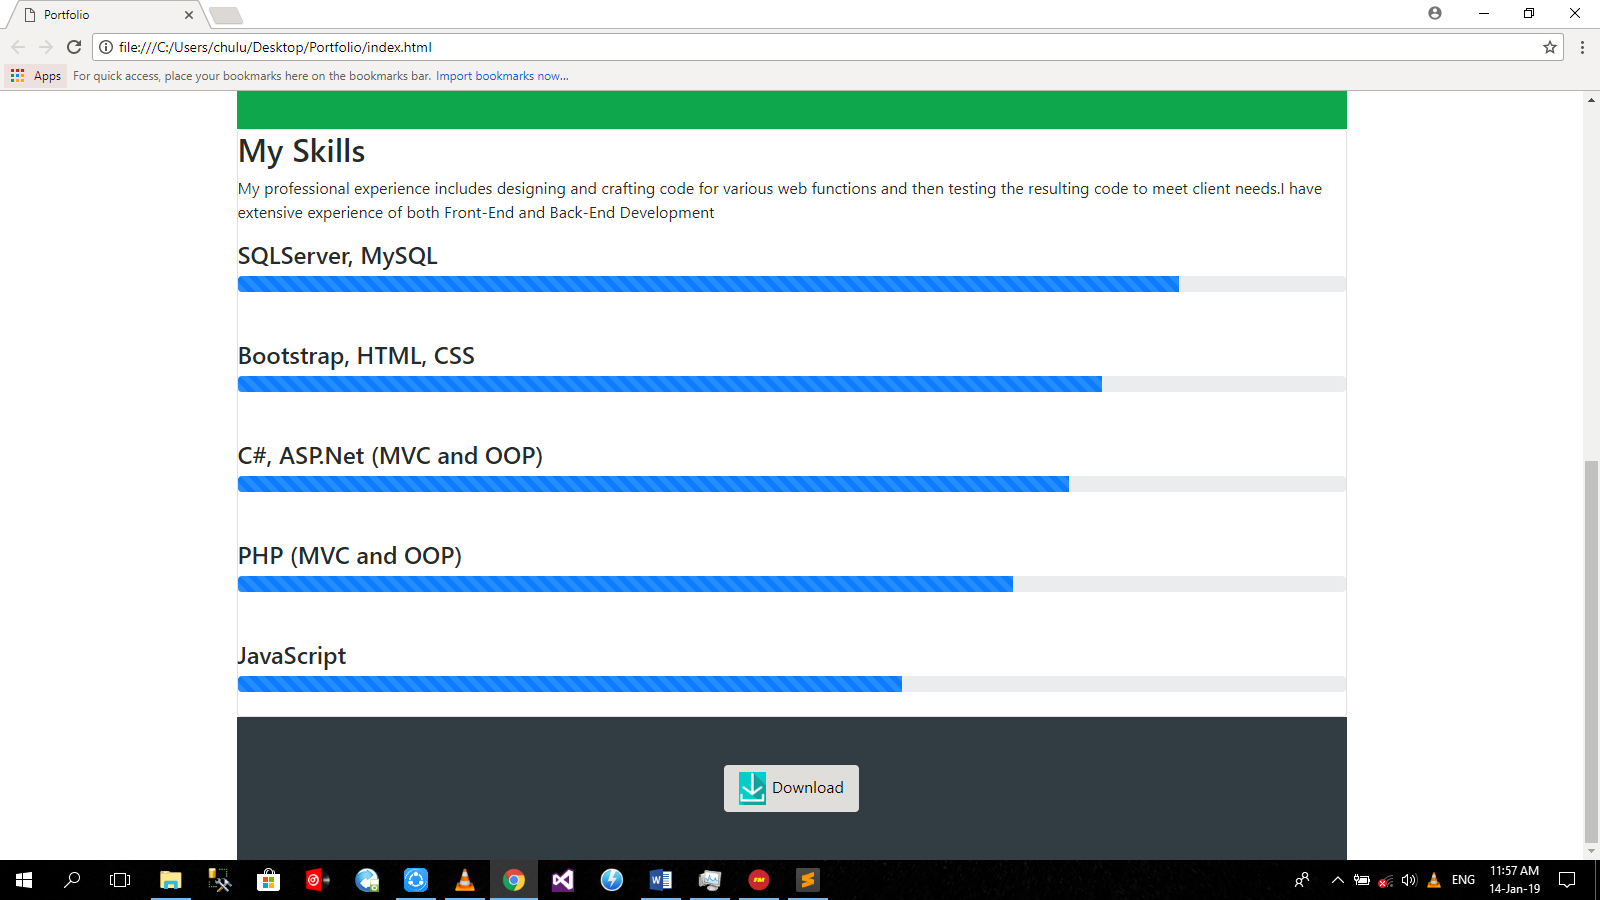 Portfolio
file:///C:/Users/chulu/Desktop/Portfolio/index.html
Apps For quick access, place your bookmarks here on the bookmarks bar. Import bookmarks now...
My Skills
My professional experience includes designing and crafting code for various web functions and then testing the resulting code to meet client needs.I have
extensive experience of both Front-End and Back-End Development
SQLServer, MySQL
Bootstrap, HTML, CSS
C#, ASP.Net (MVC and OOP)
PHP (MVC and OOP)
JavaScript
Download
FM
ENG
11:57 AM
14-Jan-19